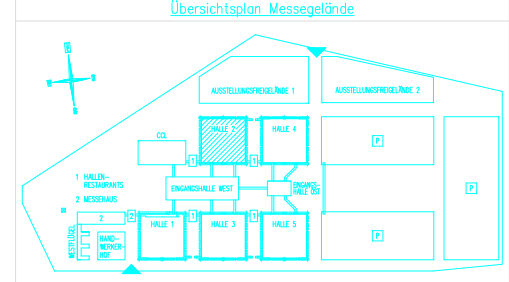 Übersichtsplan Messegelände
AUSSTELLUNGSFREIGELÄNDE 1
AUSSTELLUNGSFREIGELÄNDE 2
HALLE 2
HALLE 4
CCL
P
1
1
1 HALLEN-
RESTAURANTS
2 MESSEHAUS
EINGANGSHALLE WEST
EINGANGS-
HALLE OST
P
2
2
1
1
HALLE 1
HALLE 3
HALLE 5
WESTFLÜGEL
HAND-
WERKER-
HOF
P